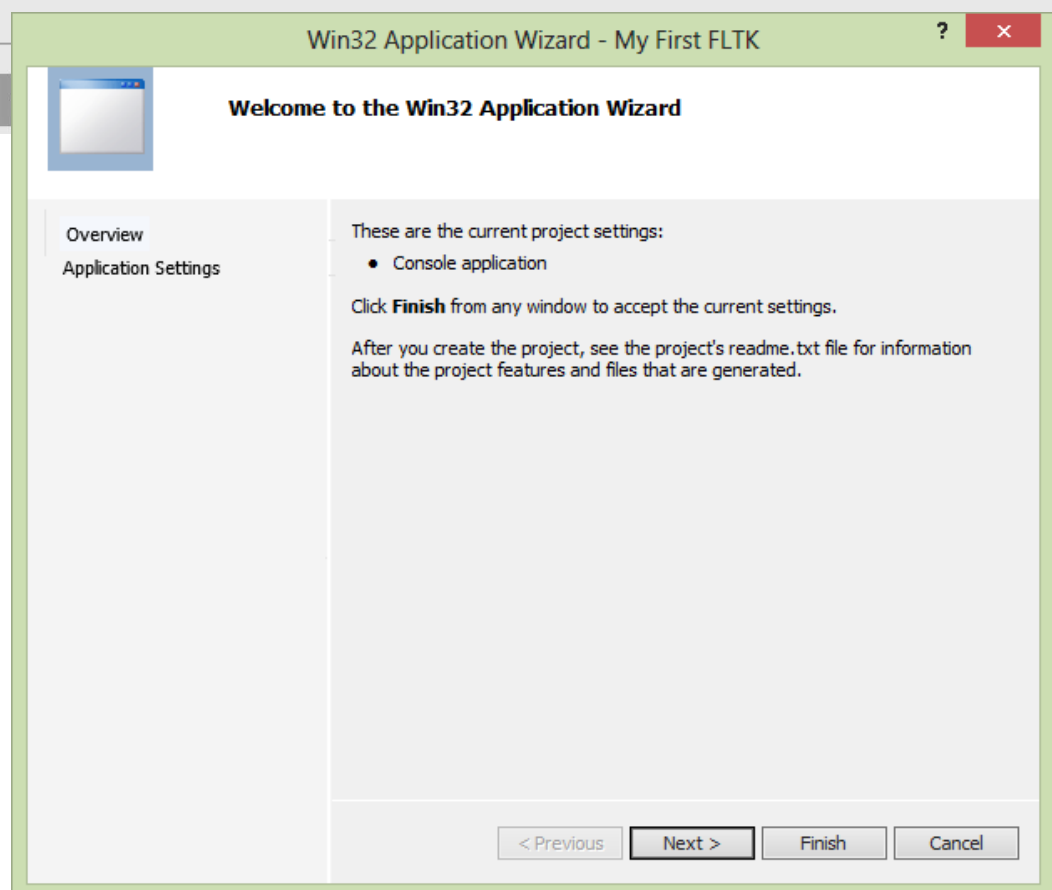 Win32 Application Wizard - My First FLTK
?
Welcome to the Win32 Application Wizard
Overview
Application Settings
These are the current project settings:
• Console application
Click Finish from any window to accept the current settings.
After you create the project, see the project's readme.txt file for information
about the project features and files that are generated.
< Previous
Next >
Finish
Cancel